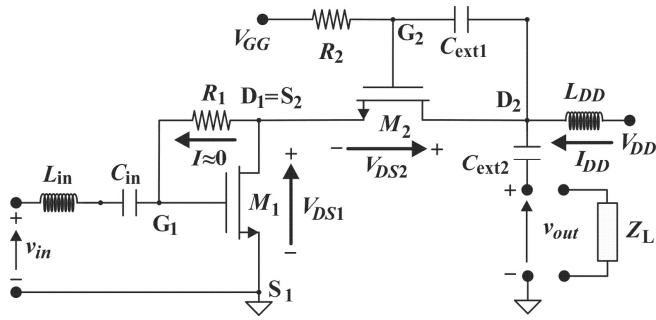 V_GG
R_2
G_2
C_ext1
R_1
D_1=S_2
D_2
L_DD
I≈0
M_2
V_DS2
I_DD
V_DD
L_in
C_in
C_ext2
G_1
M_1
V_DS1
v_in
v_out
Z_L
S_1
+
−
+
−
−
+
+
−